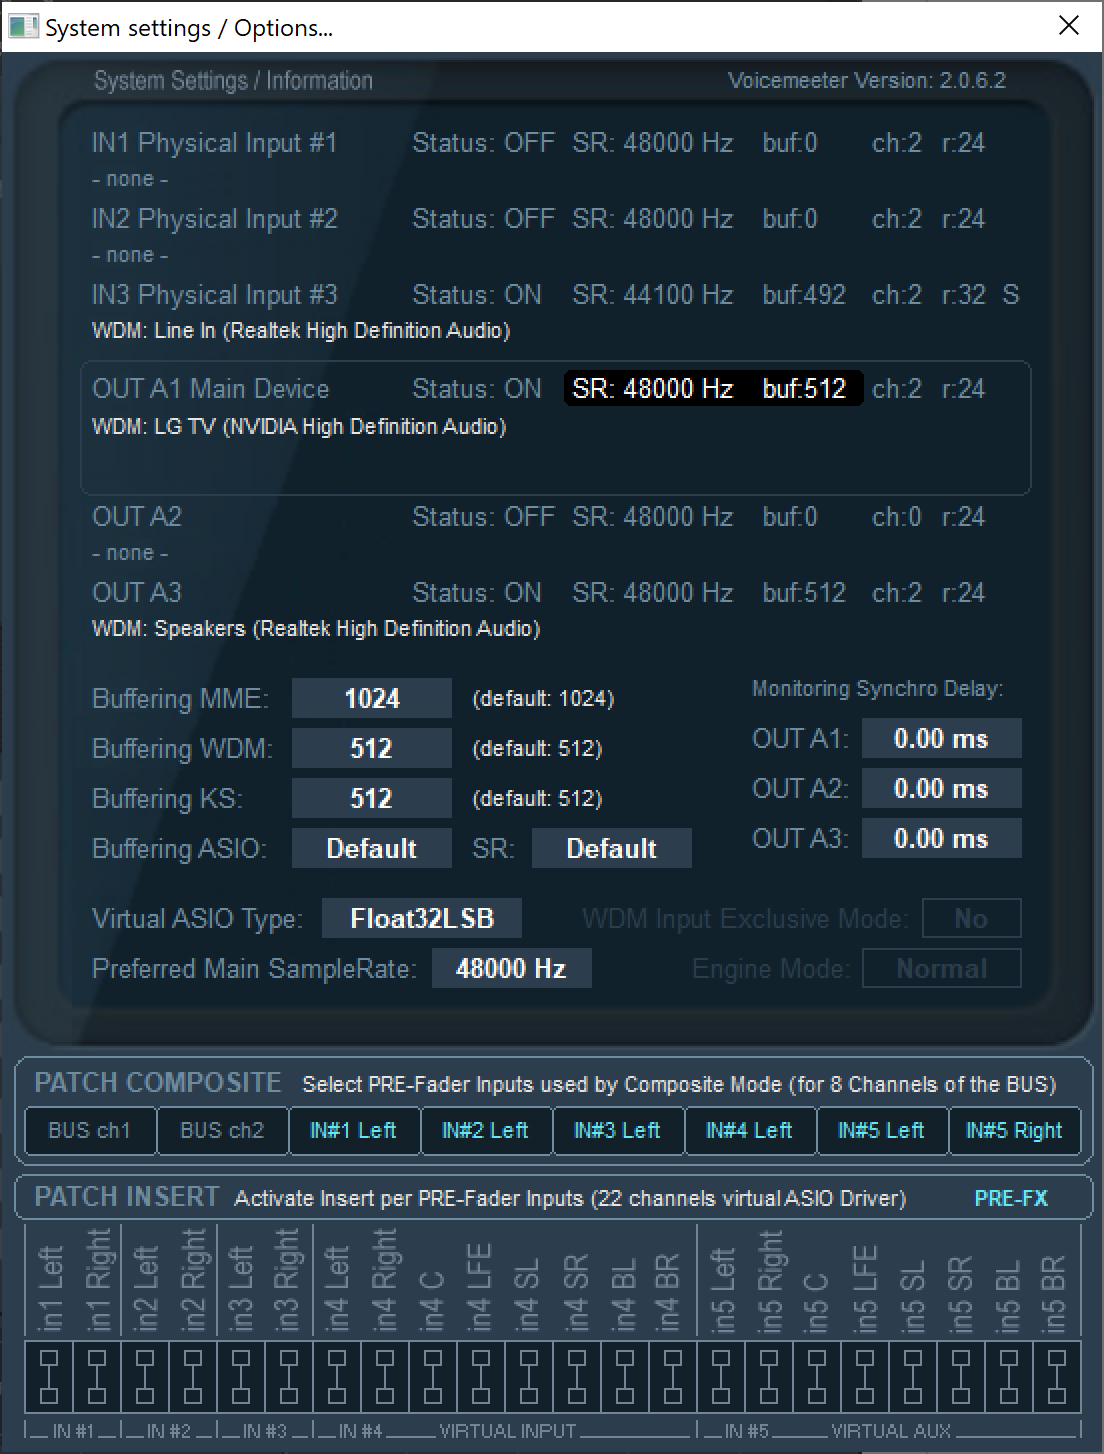 System settings / Options...
System Settings / Information Voicemeeter Version: 2.0.6.2
IN1 Physical Input #1 Status: OFF SR: 48000 Hz buf:0 ch:2 r:24
- none -
IN2 Physical Input #2 Status: OFF SR: 48000 Hz buf:0 ch:2 r:24
- none -
IN3 Physical Input #3 Status: ON SR: 44100 Hz buf:492 ch:2 r:32 S
WDM: Line In (Realtek High Definition Audio)
OUT A1 Main Device Status: ON SR: 48000 Hz buf:512 ch:2 r:24
WDM: LG TV (NVIDIA High Definition Audio)
OUT A2 Status: OFF SR: 48000 Hz buf:0 ch:0 r:24
- none -
OUT A3 Status: ON SR: 48000 Hz buf:512 ch:2 r:24
WDM: Speakers (Realtek High Definition Audio)
Buffering MME: 1024 (default: 1024)
Buffering WDM: 512 (default: 512)
Buffering KS: 512 (default: 512)
Buffering ASIO: Default SR: Default
Monitoring Synchro Delay:
OUT A1: 0.00 ms
OUT A2: 0.00 ms
OUT A3: 0.00 ms
Virtual ASIO Type: Float32LSB WDM Input Exclusive Mode: No
Preferred Main SampleRate: 48000 Hz Engine Mode: Normal
PATCH COMPOSITE Select PRE-Fader Inputs used by Composite Mode (for 8 Channels of the BUS)
BUS ch1 BUS ch2 IN#1 Left IN#2 Left IN#3 Left IN#4 Left IN#5 Left IN#5 Right
PATCH INSERT Activate Insert per PRE-Fader Inputs (22 channels virtual ASIO Driver) PRE-FX
in1 Left in1 Right in2 Left in2 Right in3 Left in3 Right in4 Left in4 Right in4 C in4 LFE in4 SL in4 SR in4 BL in4 BR in5 Left in5 Right in5 C in5 LFE in5 SL in5 SR in5 BL in5 BR
IN #1 IN #2 IN #3 IN #4 VIRTUAL INPUT IN #5 VIRTUAL AUX